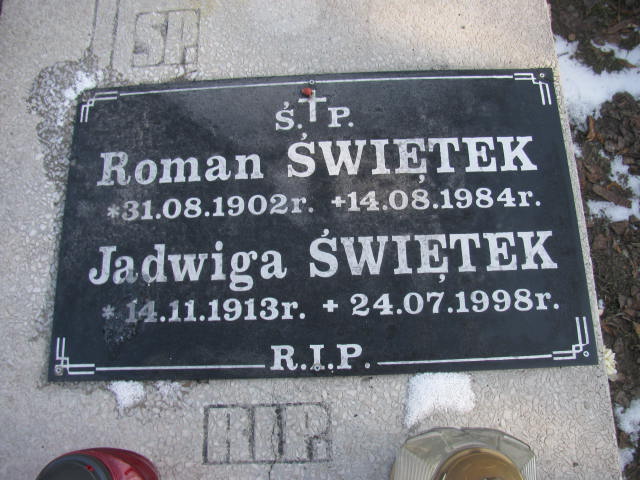 Ś.P.
Ś. P.
Roman ŚWIĘTEK
*31.08.1902r. +14.08.1984r.
Jadwiga ŚWIĘTEK
* 14.11.1913r. + 24.07.1998r.
R.I.P.
R.I.P.